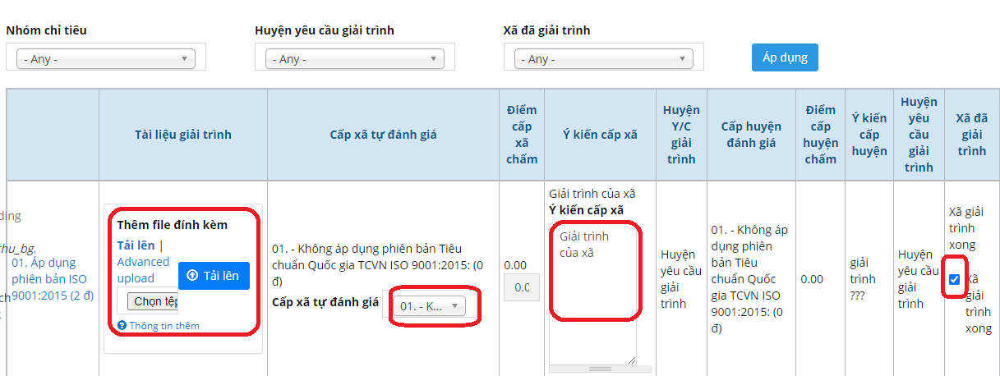 Nhóm chỉ tiêu
Huyện yêu cầu giải trình
Xã đã giải trình
- Any -
- Any -
- Any -
Áp dụng
Tài liệu giải trình
Cấp xã tự đánh giá
Điểm
cấp
xã
chấm
Ý kiến cấp xã
Huyện
Y/C
giải
trình
Cấp huyện
đánh giá
Điểm
cấp
huyện
chấm
Ý kiến
cấp
huyện
Huyện
yêu
cầu
giải
trình
Xã đã
giải
trình
ding
thu_bg.
ch
01. Áp dụng
phiên bản ISO
9001:2015 (2 đ)
Thêm file đính kèm
Tải lên |
Advanced
upload
Tải lên
Chọn tệp
Thông tin thêm
01. - Không áp dụng phiên bản Tiêu
chuẩn Quốc gia TCVN ISO 9001:2015: (0
đ)
Cấp xã tự đánh giá
01. - K...
0.00
0.0
Giải trình của xã
Ý kiến cấp xã
Giải trình
của xã
Huyện
yêu cầu
giải
trình
01. - Không áp
dụng phiên
bản Tiêu
chuẩn Quốc
gia TCVN ISO
9001:2015: (0
đ)
0.00
giải
trình
???
Huyện
yêu cầu
giải
trình
Xã giải
trình
xong
Xã
giải
trình
xong